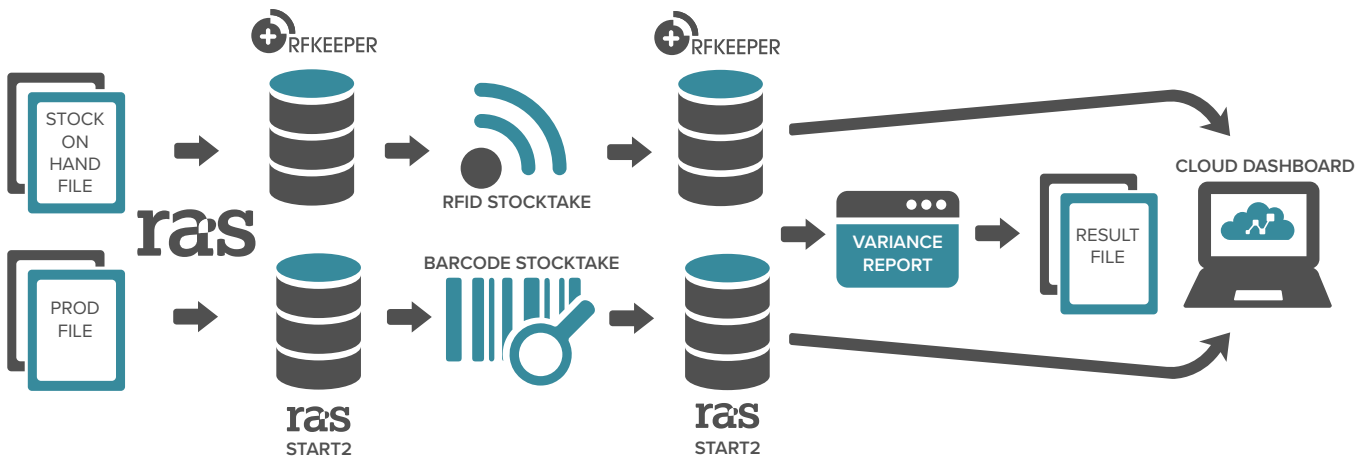 RFKEEPER
RFKEEPER
STOCK
ON
HAND
FILE
CLOUD DASHBOARD
RFID STOCKTAKE
ras
VARIANCE
REPORT
RESULT
FILE
BARCODE STOCKTAKE
PROD
FILE
ras
START2
ras
START2